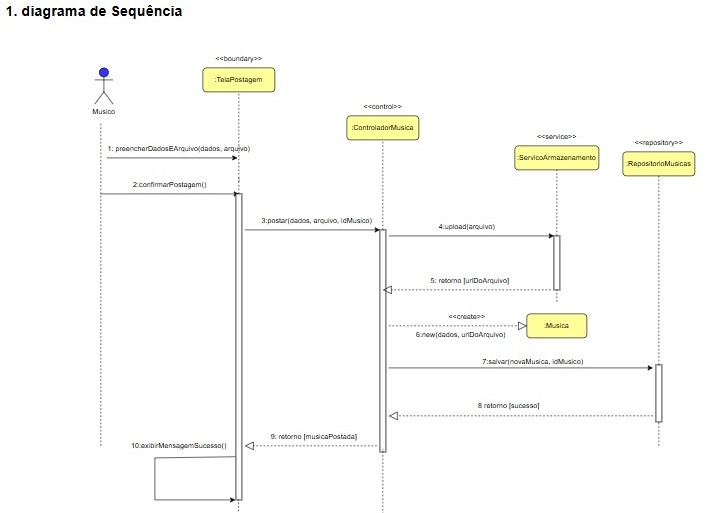 1. diagrama de Sequência
<<boundary>>
:TelaPostagem
Musico
<<control>>
:ControladorMusica
<<service>>
:ServicoArmazenamento
<<repository>>
:RepositorioMusicas
1: preencherDadosEArquivo(dados, arquivo)
2:confirmarPostagem()
3:postar(dados, arquivo, idMusico)
4:upload(arquivo)
5: retorno [urlDoArquivo]
<<create>>
:Musica
6:new(dados, urlDoArquivo)
7:salvar(novaMusica, idMusico)
8 retorno [sucesso]
9: retorno [musicaPostada]
10:exibirMensagemSucesso()